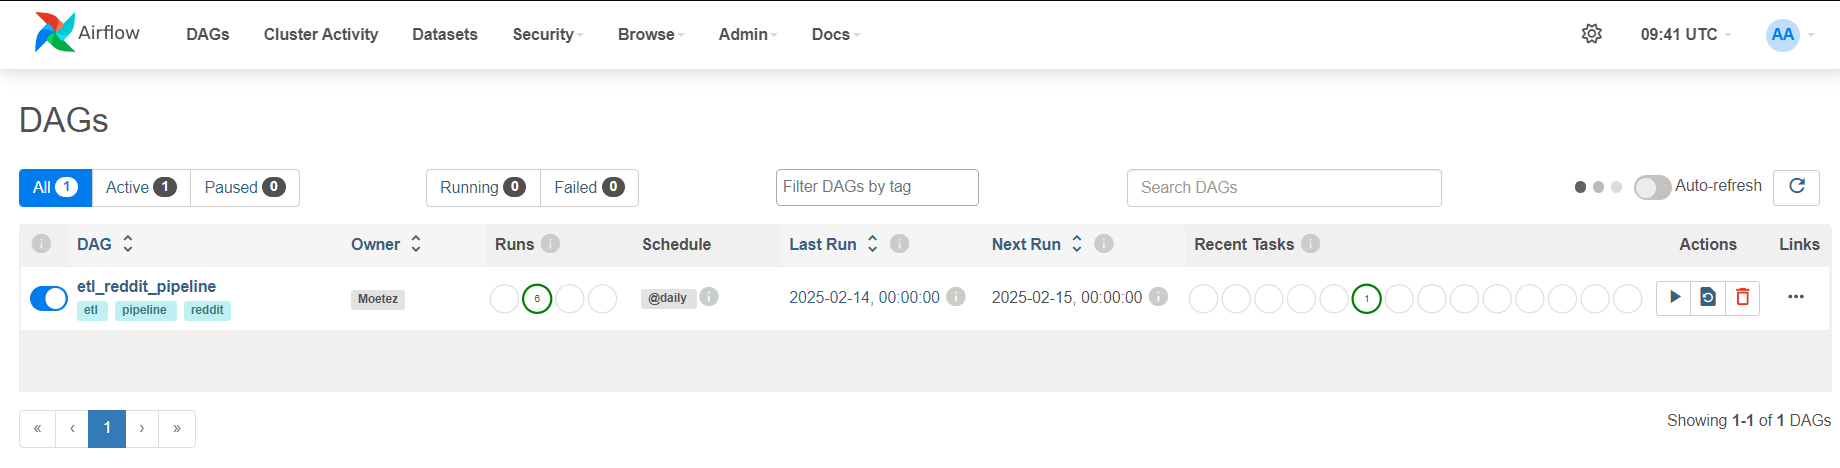 Airflow DAGs Cluster Activity Datasets Security Browse Admin Docs 09:41 UTC AA
DAGs
All 1 Active 1 Paused 0 Running 0 Failed 0 Filter DAGs by tag Search DAGs Auto-refresh
i DAG Owner Runs i Schedule Last Run i Next Run i Recent Tasks i Actions Links
etl_reddit_pipeline
Moetez 6 @daily i 2025-02-14, 00:00:00 i 2025-02-15, 00:00:00 i 1 ...
etl pipeline reddit
« ‹ 1 › » Showing 1-1 of 1 DAGs